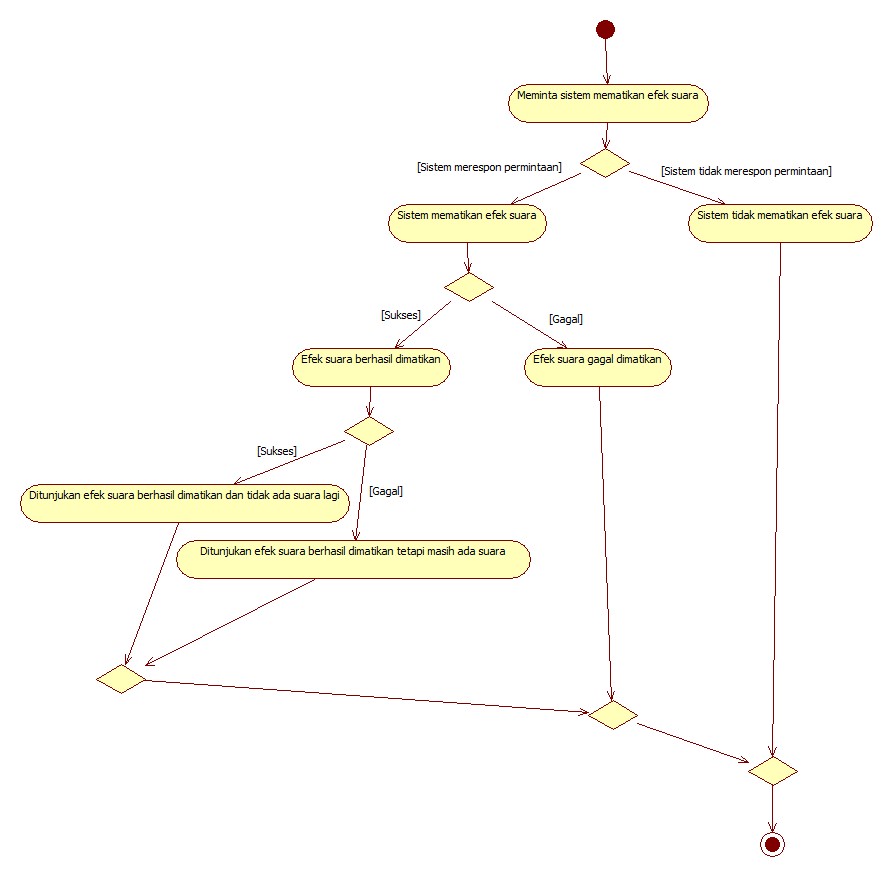 Meminta sistem mematikan efek suara
[Sistem merespon permintaan]
[Sistem tidak merespon permintaan]
Sistem mematikan efek suara
Sistem tidak mematikan efek suara
[Sukses]
[Gagal]
Efek suara berhasil dimatikan
Efek suara gagal dimatikan
[Sukses]
[Gagal]
Ditunjukan efek suara berhasil dimatikan dan tidak ada suara lagi
Ditunjukan efek suara berhasil dimatikan tetapi masih ada suara